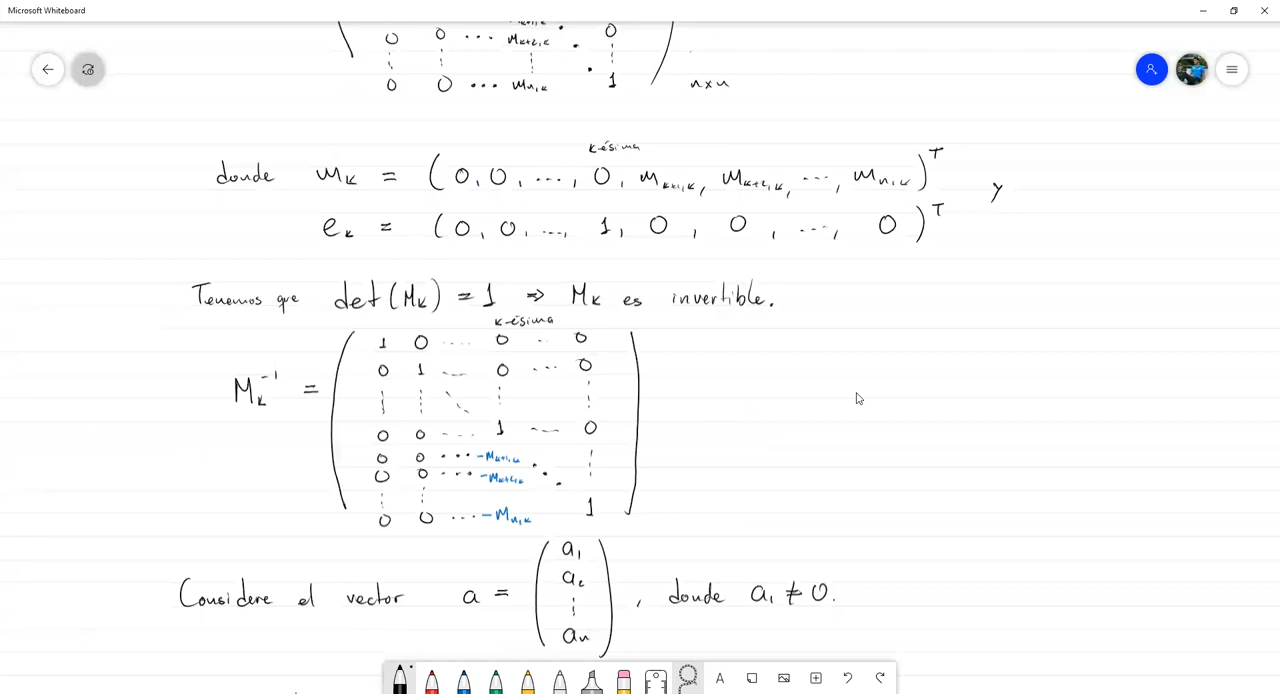 Microsoft Whiteboard
0 0 ... m_{k+2,k} . 0
0 0 ... m_{n,k} 1 n×n
k-ésima
donde m_k = (0, 0, ..., 0, m_{k+1,k}, m_{k+2,k}, ..., m_{n,k})^T y
e_k = (0, 0, ..., 1, 0, 0, ..., 0)^T
Tenemos que det(M_k) = 1 ⇒ M_k es invertible.
k-ésima
1 0 ... 0 ... 0
0 1 ... 0 ... 0
M_k^{-1} =
0 0 ... 1 ... 0
0 0 ... -m_{k+1,k}
0 0 ... -m_{k+2,k}
0 0 ... -m_{n,k} 1
Considere el vector a = (a_1 a_2 ⋮ a_n), donde a_1 ≠ 0.
A